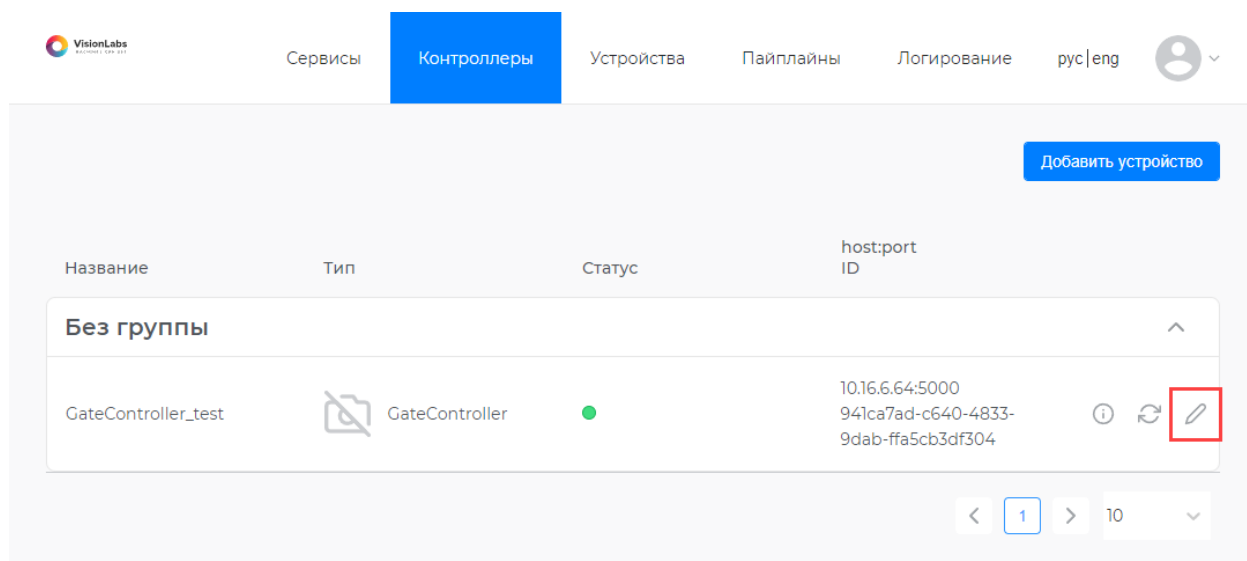 VisionLabs
Сервисы Контроллеры Устройства Пайплайны Логирование рус|eng
Добавить устройство
Название Тип Статус host:port
ID
Без группы
GateController_test GateController 10.16.6.64:5000
941ca7ad-c640-4833-
9dab-ffa5cb3df304
1 10